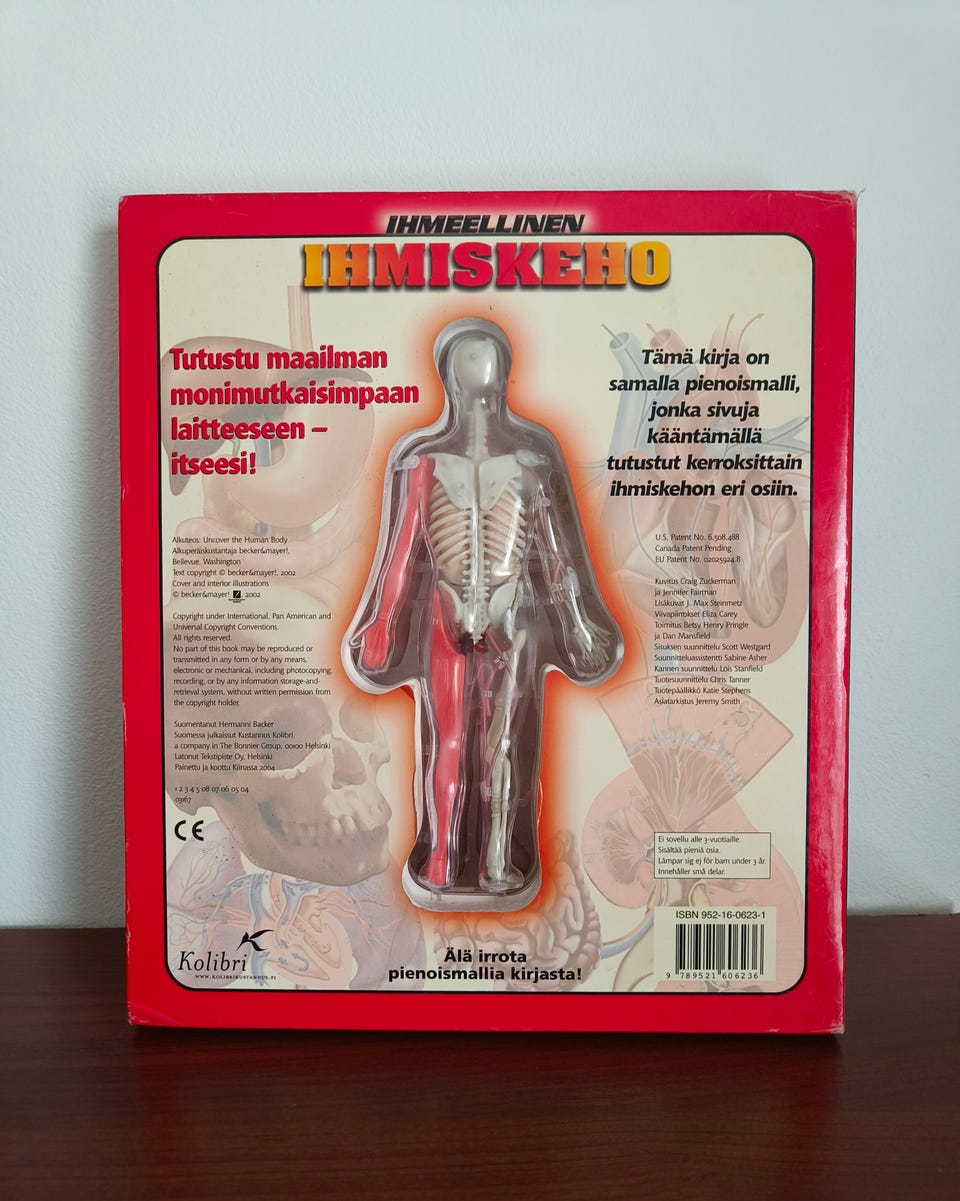 IHMEELLINEN
IHMISKEHO
Tutustu maailman
monimutkaisimpaan
laitteeseen –
itseesi!
Alkuteos: Uncover the Human Body
Alkuperäiskustantaja becker&mayer!,
Bellevue, Washington
Text copyright © becker&mayer!, 2002
Cover and interior illustrations
© becker&mayer! 2002
Copyright under International, Pan American and
Universal Copyright Conventions.
All rights reserved.
No part of this book may be reproduced or
transmitted in any form or by any means,
electronic or mechanical, including photocopying,
recording, or by any information storage-and-
retrieval system, without written permission from
the copyright holder.
Suomentanut Hermanni Backer
Suomessa julkaissut Kustannus Kolibri,
a company in The Bonnier Group, 00100 Helsinki
Latonut Tekstipiste Oy, Helsinki
Painettu ja koottu Kiinassa 2004
1 2 3 4 5 08 07 06 05 04
03167
CE
Kolibri
WWW.KOLIBRIKUSTANNUS.FI
Älä irrota
pienoismallia kirjasta!
Tämä kirja on
samalla pienoismalli,
jonka sivuja
kääntämällä
tutustut kerroksittain
ihmiskehon eri osiin.
U.S. Patent No. 6,508,488
Canada Patent Pending
EU Patent No. 02025924.8
Kuvitus Craig Zuckerman
ja Jennifer Fairman
Lisäkuvat J. Max Steinmetz
Viivapiirrokset Eliza Carey
Toimitus Betsy Henry Pringle
ja Dan Mansfield
Sisuksen suunnittelu Scott Westgard
Suunnitteluassistentti Sabine Asher
Kannen suunnittelu Lois Stanfield
Tuotesuunnittelu Chris Tanner
Tuotepäällikkö Katie Stephens
Asiatarkistus Jeremy Smith
Ei sovellu alle 3-vuotiaille.
Sisältää pieniä osia.
Lämpar sig ej för barn under 3 år.
Innehåller små delar.
ISBN 952-16-0623-1
9 789521 606236